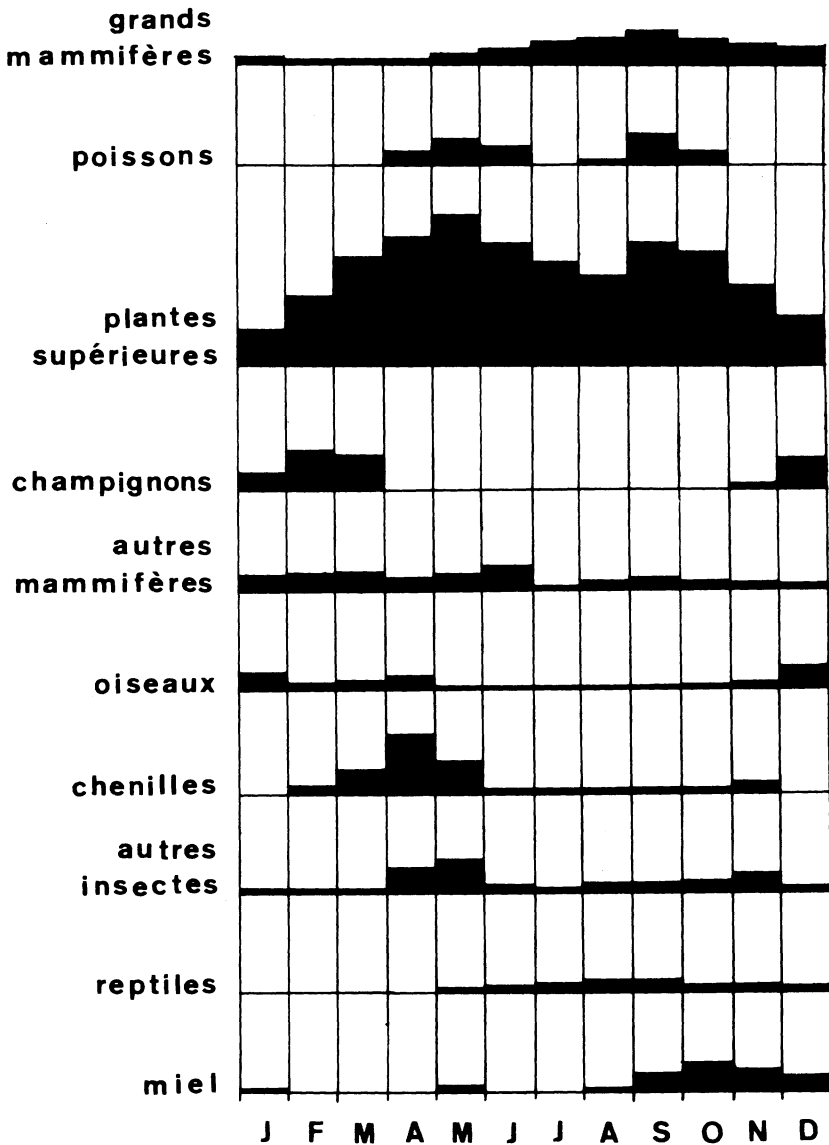 grands
mammifères
poissons
plantes
supérieures
champignons
autres
mammifères
oiseaux
chenilles
autres
insectes
reptiles
miel
J F M A M J J A S O N D